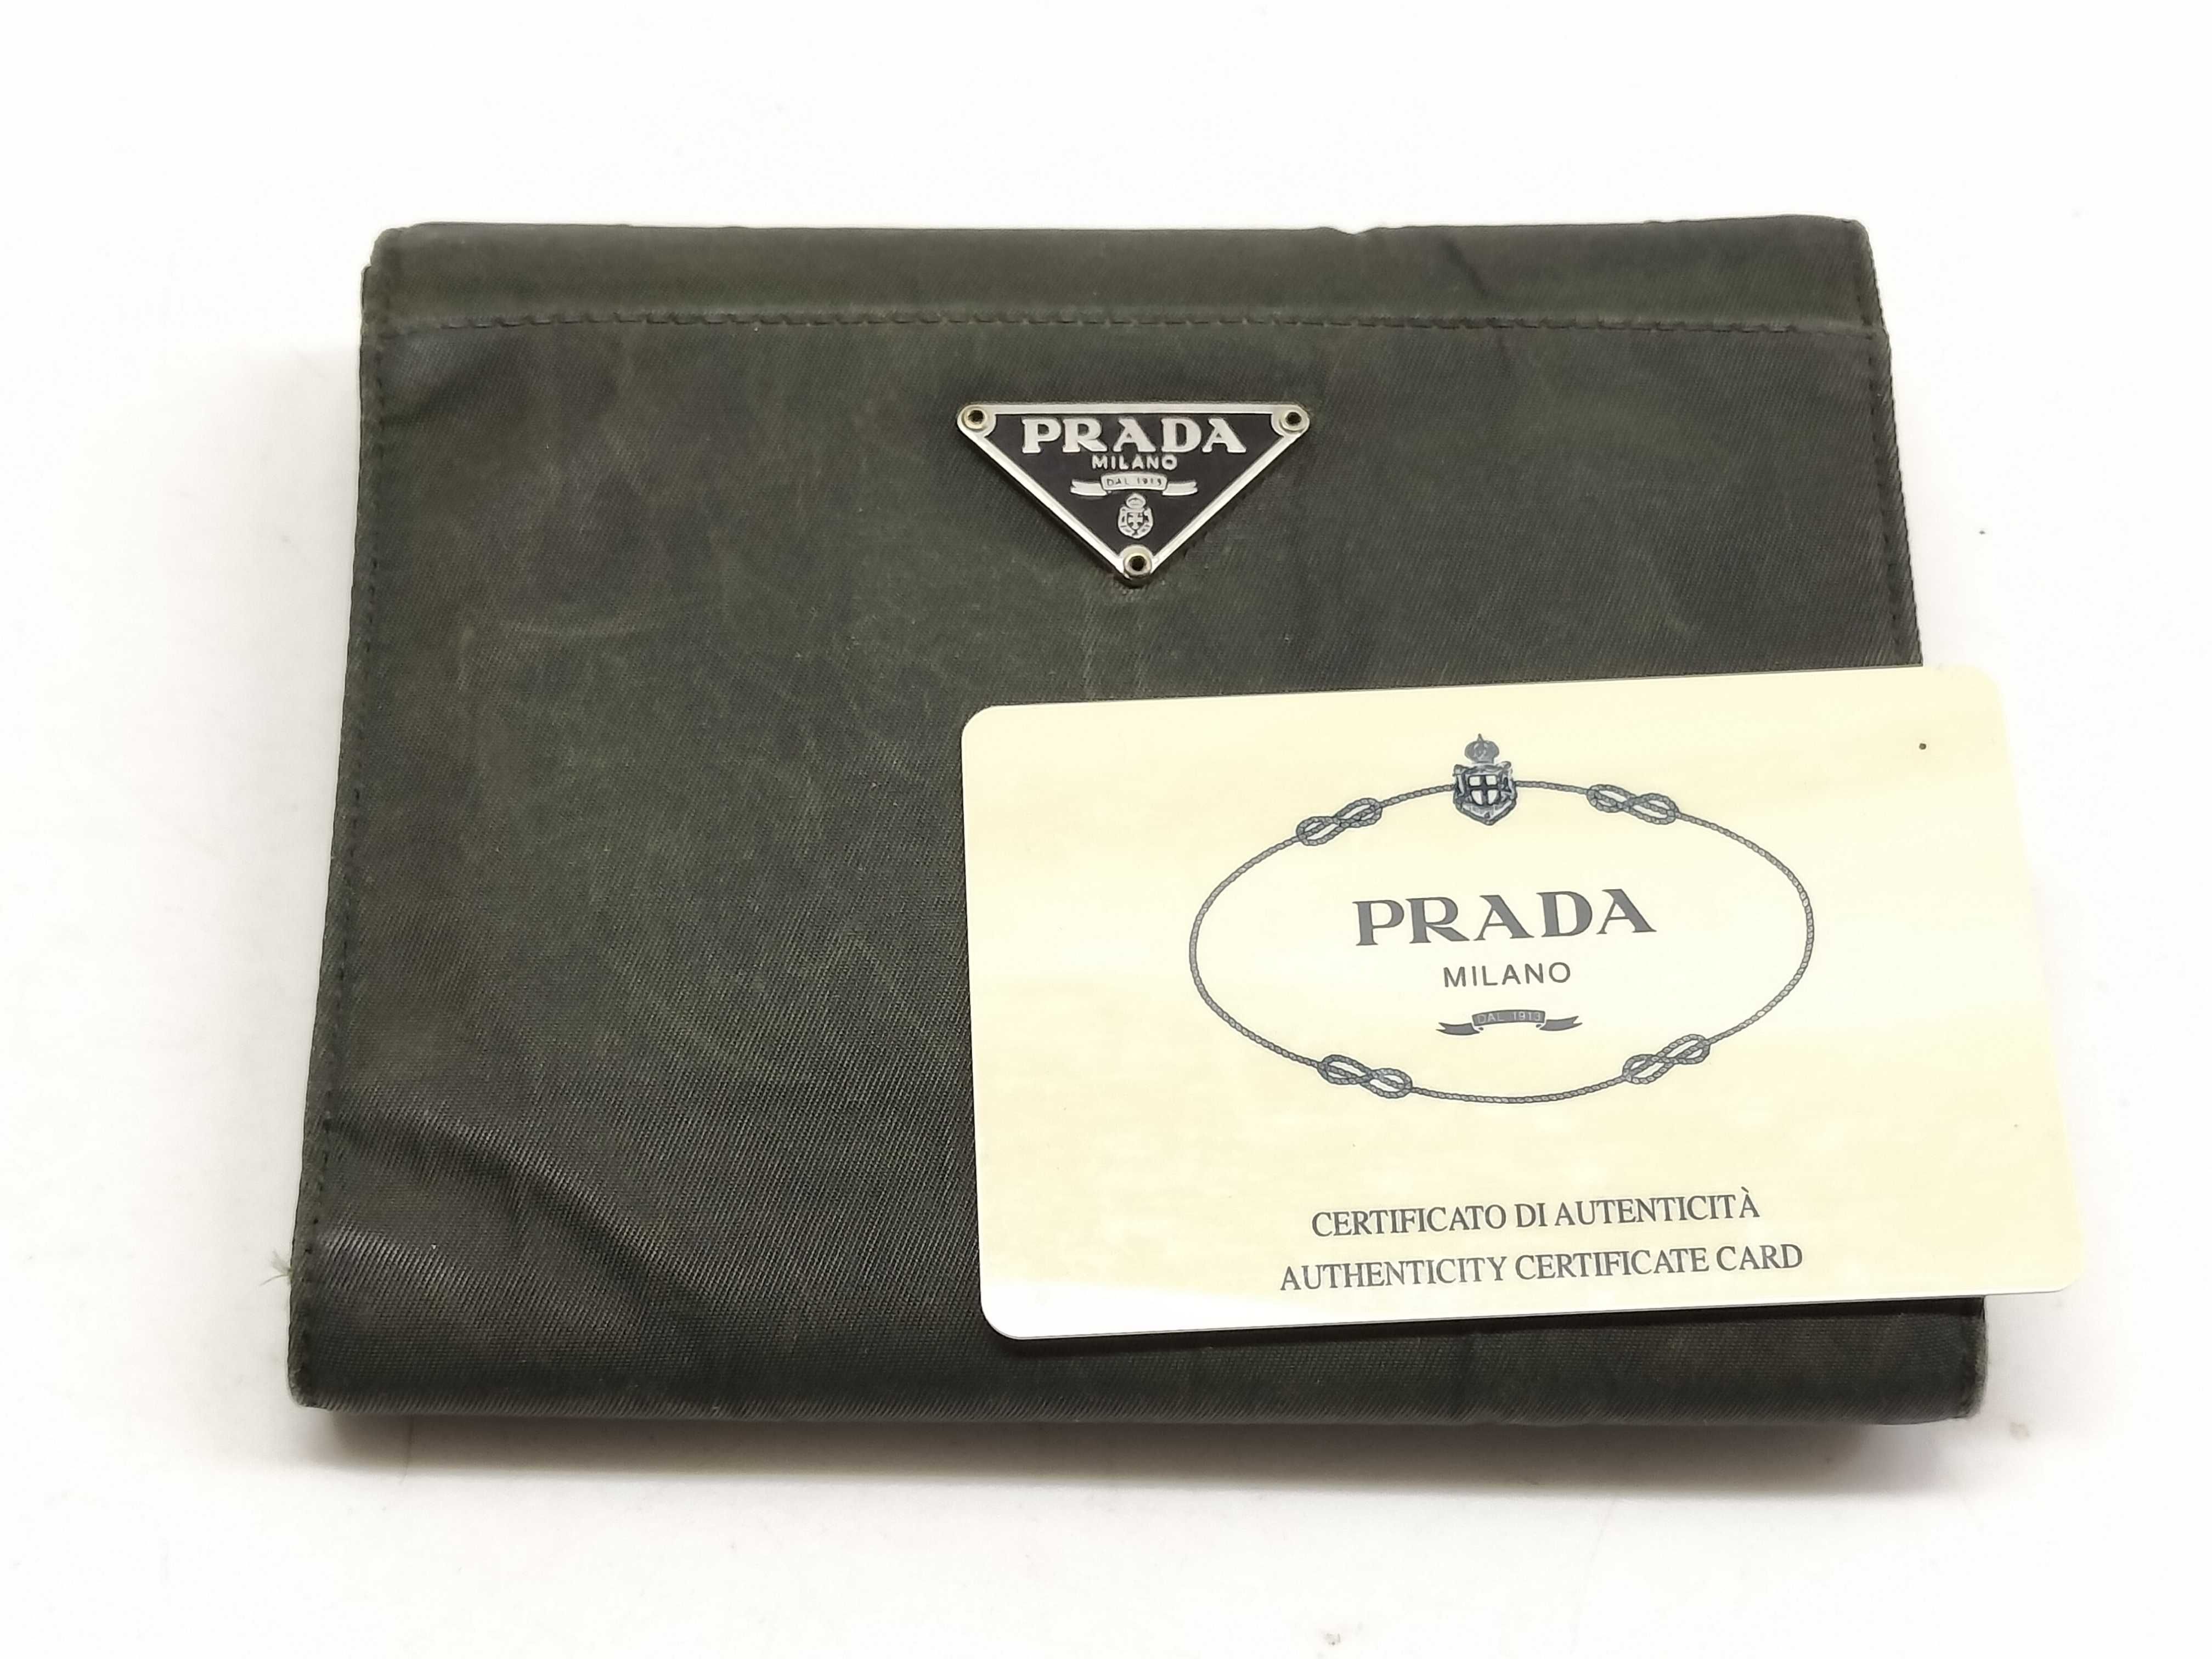 PRADA
MILANO
DAL 1913
PRADA
MILANO
DAL 1913
CERTIFICATO DI AUTENTICITÀ
AUTHENTICITY CERTIFICATE CARD